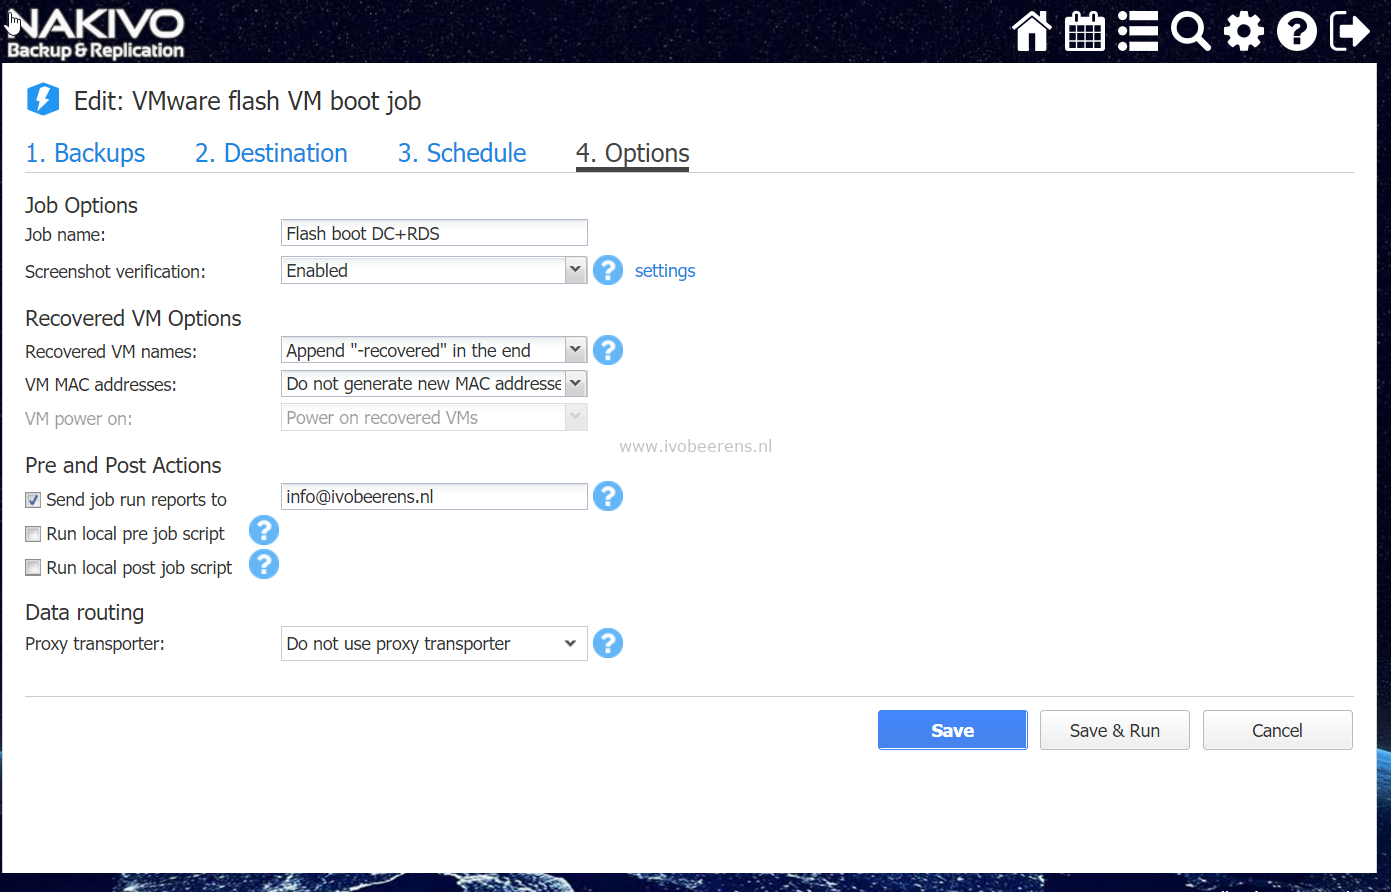 NAKIVO
Backup & Replication
Edit: VMware flash VM boot job
1. Backups
2. Destination
3. Schedule
4. Options
Job Options
Job name:
Flash boot DC+RDS
Screenshot verification:
Enabled
?
settings
Recovered VM Options
Recovered VM names:
Append "-recovered" in the end
?
VM MAC addresses:
Do not generate new MAC addresse
VM power on:
Power on recovered VMs
www.ivobeerens.nl
Pre and Post Actions
Send job run reports to
info@ivobeerens.nl
?
Run local pre job script
?
Run local post job script
?
Data routing
Proxy transporter:
Do not use proxy transporter
?
Save
Save & Run
Cancel